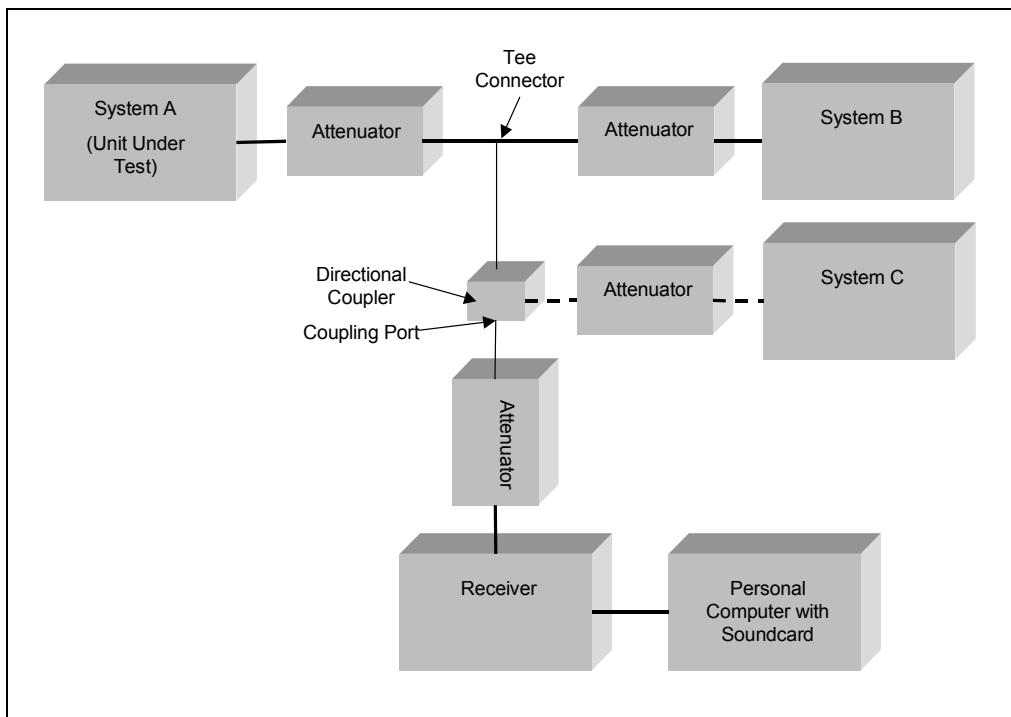 Tee
Connector
System A
(Unit Under
Test)
Attenuator
Attenuator
System B
Directional
Coupler
Coupling Port
Attenuator
System C
Attenuator
Receiver
Personal
Computer with
Soundcard